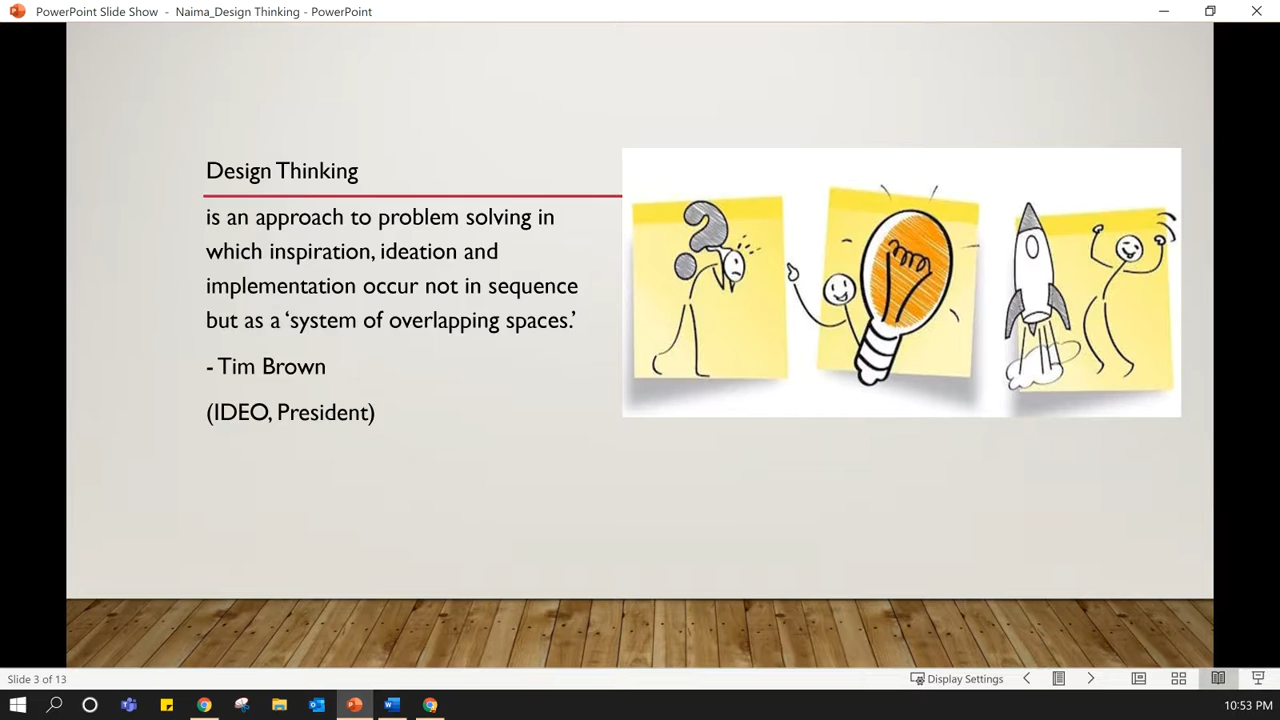 PowerPoint Slide Show - Naima_Design Thinking - PowerPoint
Design Thinking
is an approach to problem solving in
which inspiration, ideation and
implementation occur not in sequence
but as a ‘system of overlapping spaces.’
- Tim Brown
(IDEO, President)
Slide 3 of 13
Display Settings
10:53 PM